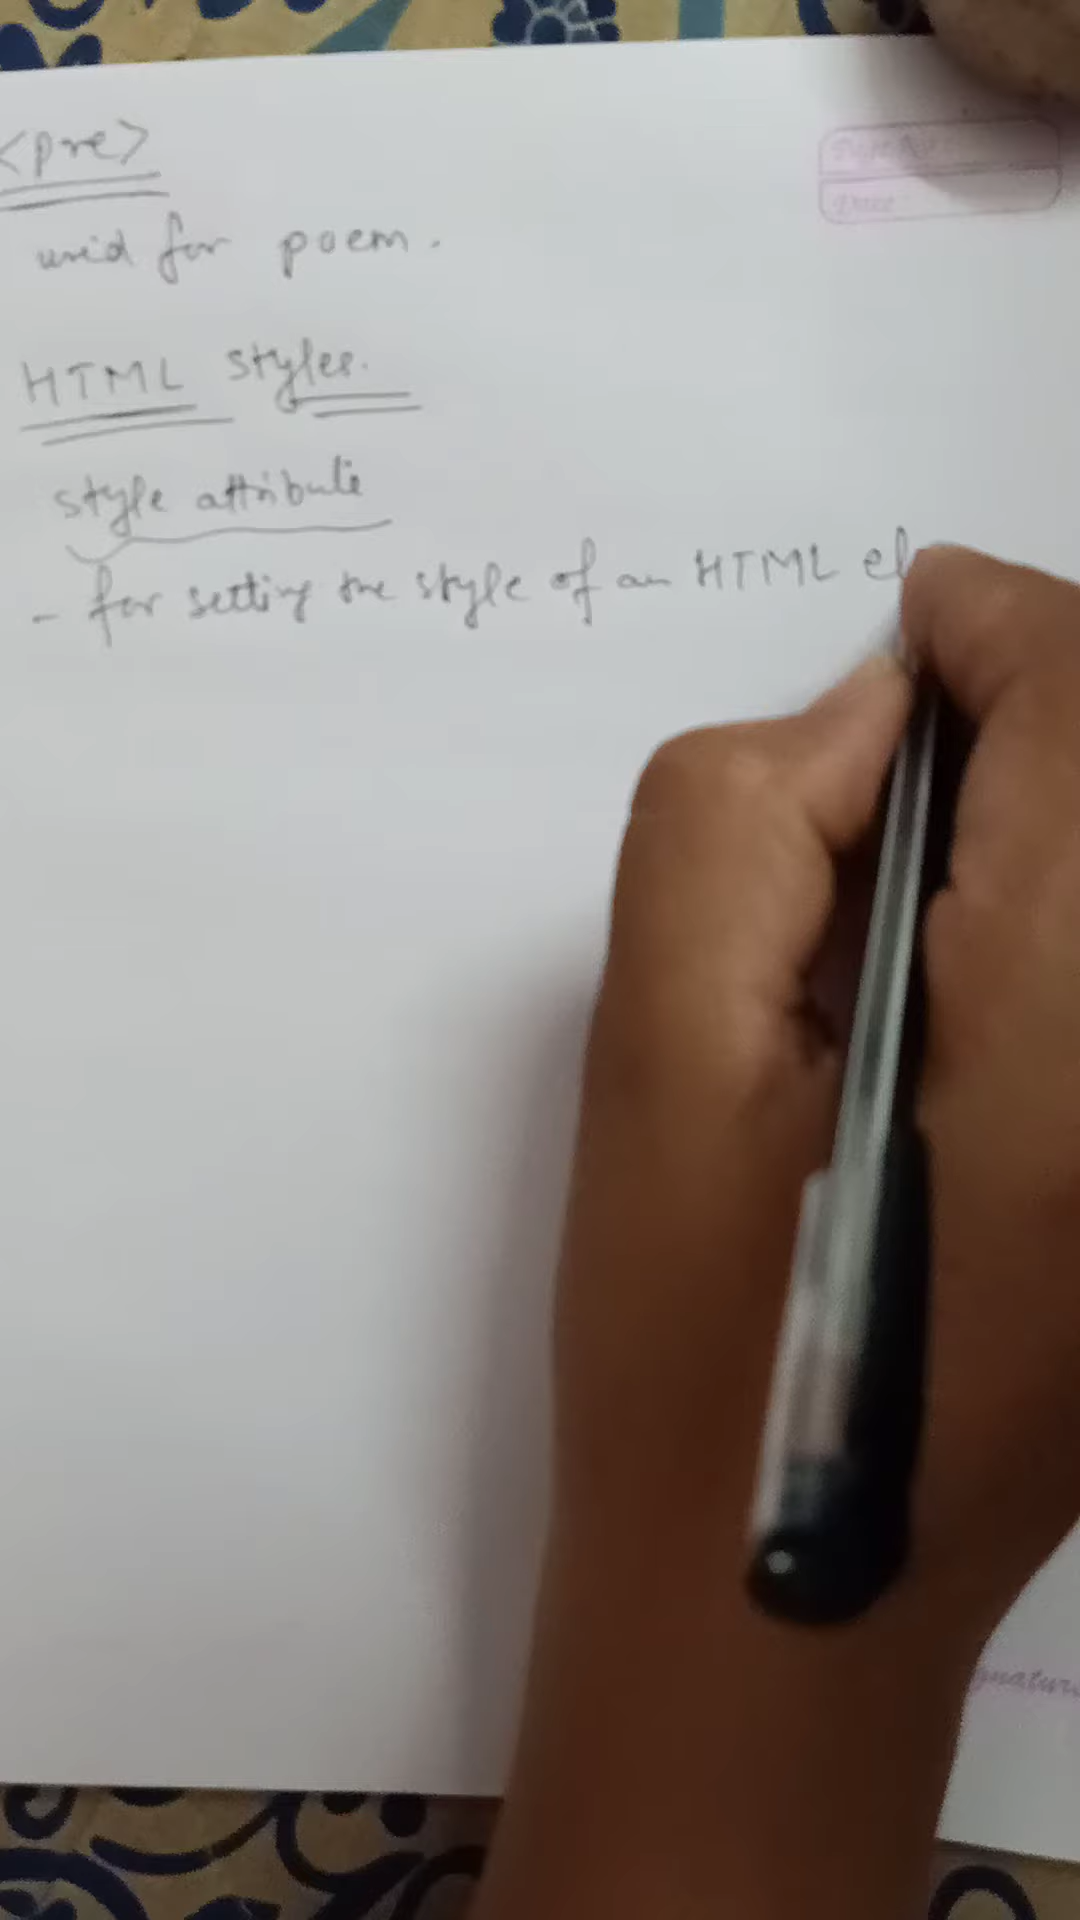 <pre>
used for poem.
HTML styles.
style attribute
- for setting the style of an HTML el